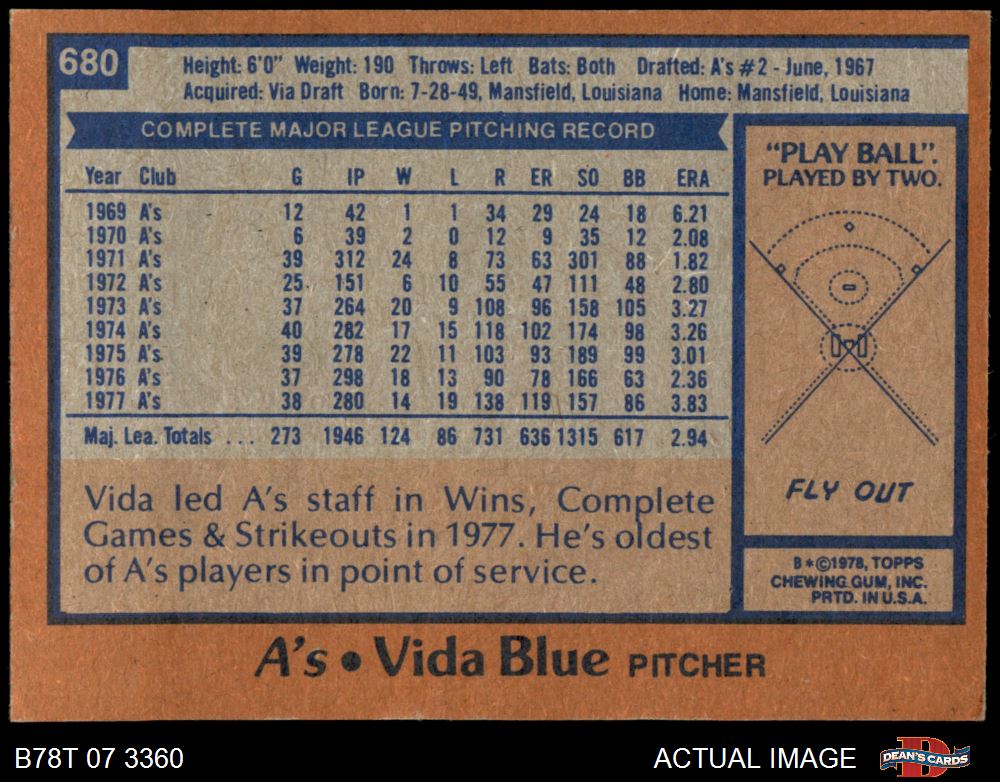 680
Height: 6'0" Weight: 190 Throws: Left Bats: Both Drafted: A's #2 - June, 1967
Acquired: Via Draft Born: 7-28-49, Mansfield, Louisiana Home: Mansfield, Louisiana
COMPLETE MAJOR LEAGUE PITCHING RECORD
Year Club G IP W L R ER SO BB ERA
1969 A's 12 42 1 1 34 29 24 18 6.21
1970 A's 6 39 2 0 12 9 35 12 2.08
1971 A's 39 312 24 8 73 63 301 88 1.82
1972 A's 25 151 6 10 55 47 111 48 2.80
1973 A's 37 264 20 9 108 96 158 105 3.27
1974 A's 40 282 17 15 118 102 174 98 3.26
1975 A's 39 278 22 11 103 93 189 99 3.01
1976 A's 37 298 18 13 90 78 166 63 2.36
1977 A's 38 280 14 19 138 119 157 86 3.83
Maj. Lea. Totals ... 273 1946 124 86 731 636 1315 617 2.94
Vida led A's staff in Wins, Complete
Games & Strikeouts in 1977. He's oldest
of A's players in point of service.
"PLAY BALL".
PLAYED BY TWO.
FLY OUT
B*©1978, TOPPS
CHEWING GUM, INC.
PRTD. IN U.S.A.
A's • Vida Blue PITCHER
B78T 07 3360
ACTUAL IMAGE
DEAN'S CARDS